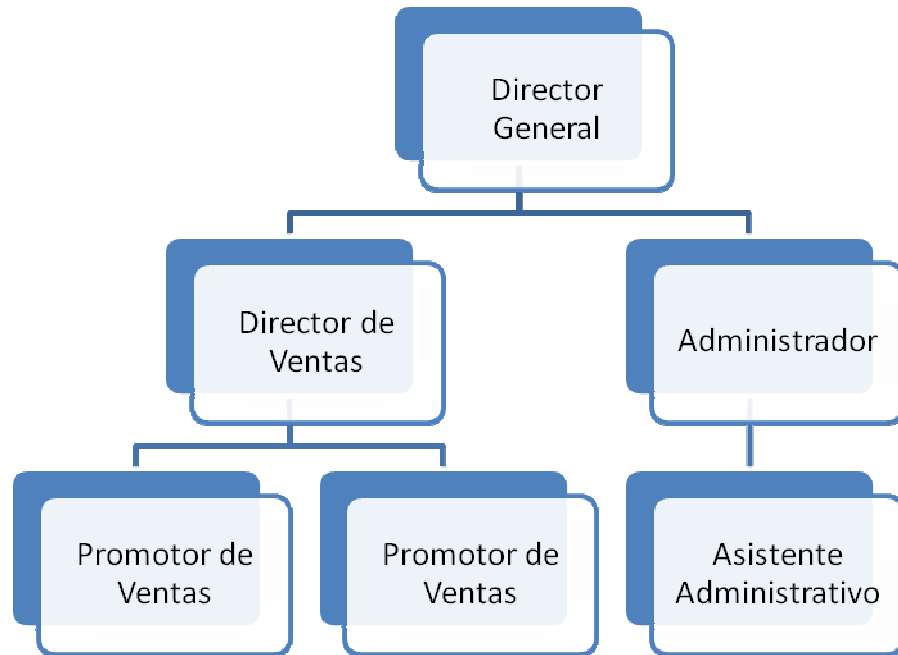 Director
General
Director de
Ventas
Administrador
Promotor de
Ventas
Promotor de
Ventas
Asistente
Administrativo